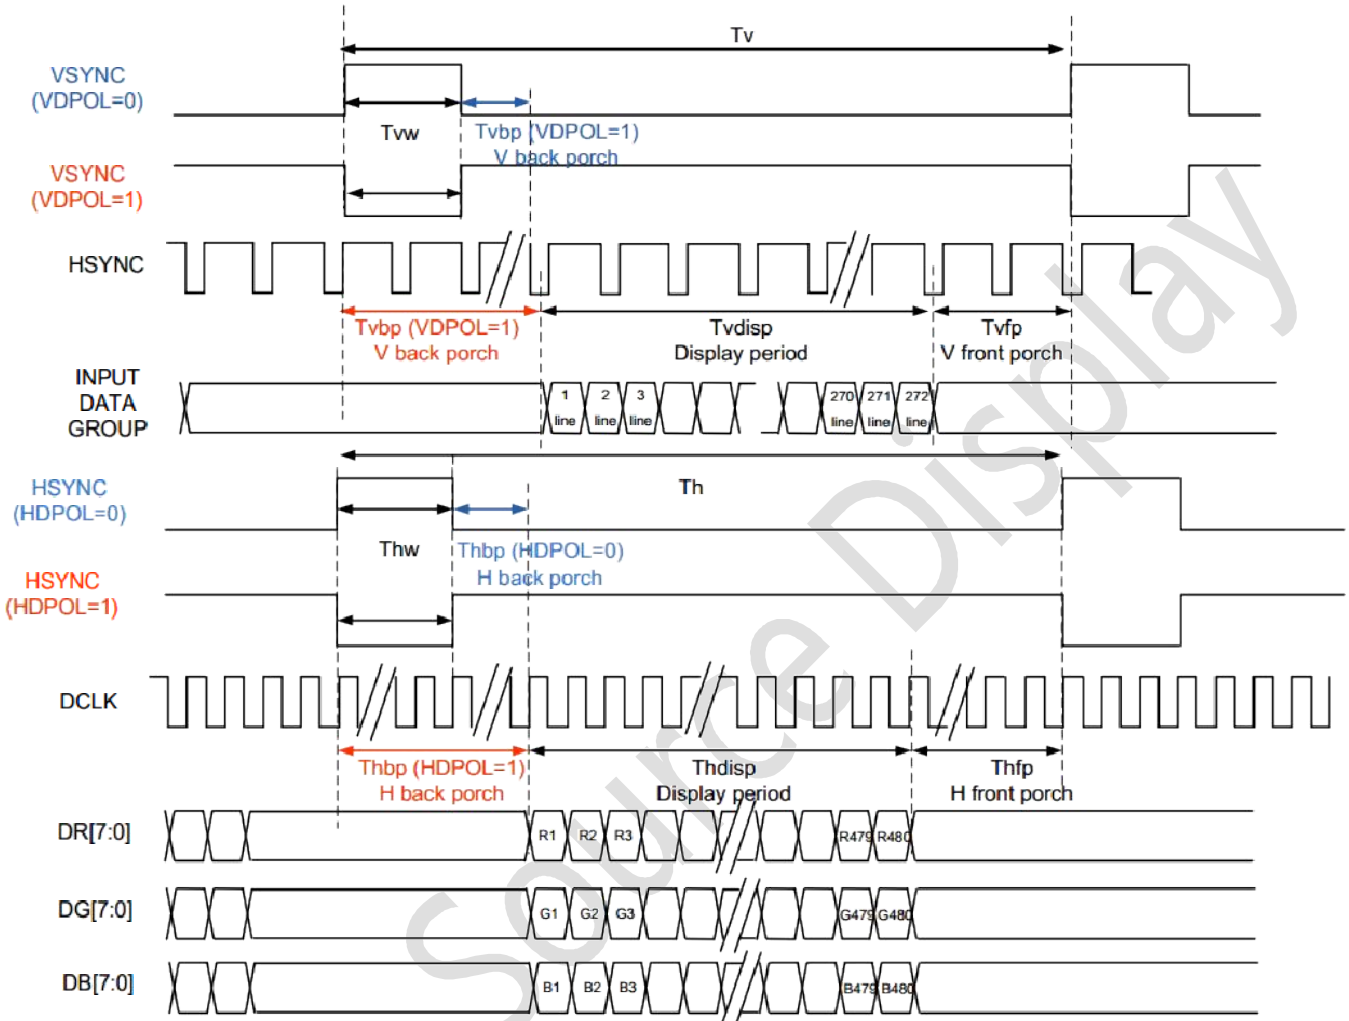 Tv
VSYNC
(VDPOL=0)
Tvw
Tvbp (VDPOL=1)
V back porch
VSYNC
(VDPOL=1)
HSYNC
Tvbp (VDPOL=1)
V back porch
Tvdisp
Display period
Tvfp
V front porch
INPUT
DATA
GROUP
1
line
2
line
3
line
270
line
271
line
272
line
Th
HSYNC
(HDPOL=0)
Thw
Thbp (HDPOL=0)
H back porch
HSYNC
(HDPOL=1)
DCLK
Thbp (HDPOL=1)
H back porch
Thdisp
Display period
Thfp
H front porch
DR[7:0]
R1 R2 R3 R479 R480
DG[7:0]
G1 G2 G3 G479 G480
DB[7:0]
B1 B2 B3 B479 B480
Source Display